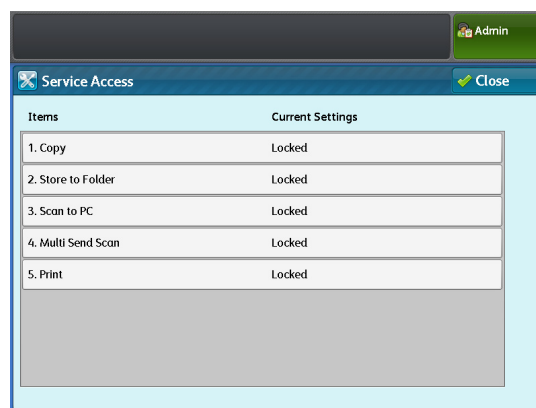 Admin
Service Access
Close
Items Current Settings
1. Copy Locked
2. Store to Folder Locked
3. Scan to PC Locked
4. Multi Send Scan Locked
5. Print Locked